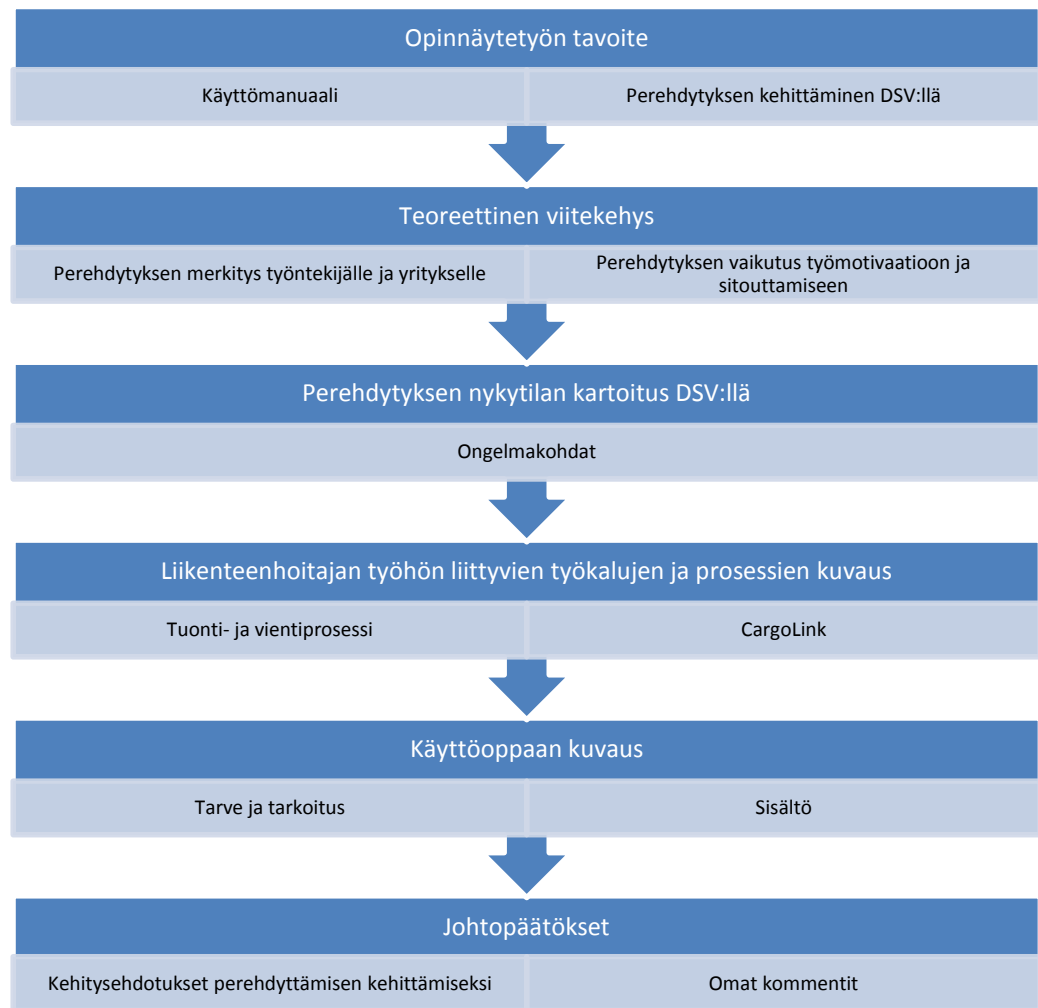 Opinnäytetyön tavoite
Käyttömanuaali
Perehdytyksen kehittäminen DSV:llä
Teoreettinen viitekehys
Perehdytyksen merkitys työntekijälle ja yritykselle
Perehdytyksen vaikutus työmotivaatioon ja
sitouttamiseen
Perehdytyksen nykytilan kartoitus DSV:llä
Ongelmakohdat
Liikenteenhoitajan työhön liittyvien työkalujen ja prosessien kuvaus
Tuonti- ja vientiprosessi
CargoLink
Käyttöoppaan kuvaus
Tarve ja tarkoitus
Sisältö
Johtopäätökset
Kehitysehdotukset perehdyttämisen kehittämiseksi
Omat kommentit